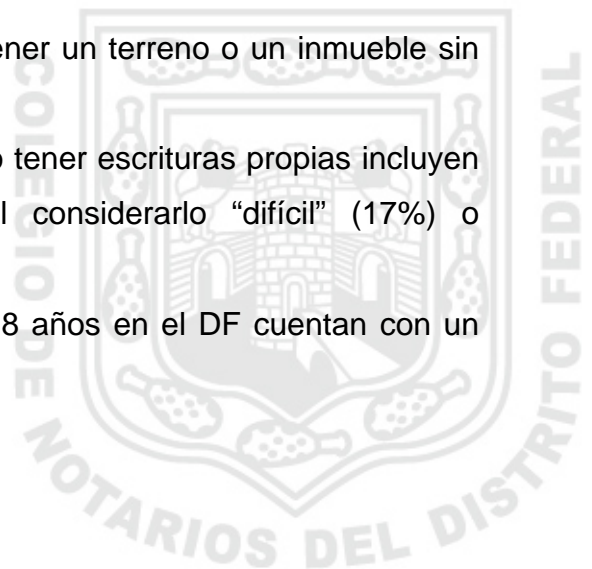 ener un terreno o un inmueble sin
o tener escrituras propias incluyen
l considerarlo “difícil” (17%) o
8 años en el DF cuentan con un
COLEGIO DE NOTARIOS DEL DISTRITO FEDERAL